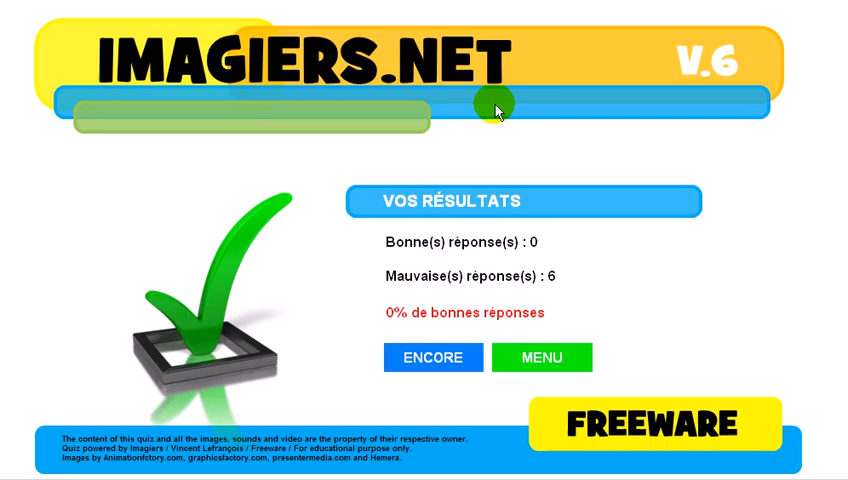 IMAGIERS.NET
V.6
VOS RÉSULTATS
Bonne(s) réponse(s) : 0
Mauvaise(s) réponse(s) : 6
0% de bonnes réponses
ENCORE
MENU
FREEWARE
The content of this quiz and all the images, sounds and video are the property of their respective owner.
Quiz powered by Imagiers / Vincent Lefrançois / Freeware / For educational purpose only.
Images by Animationfctory.com, graphicsfactory.com, presentermedia.com and Hemera.